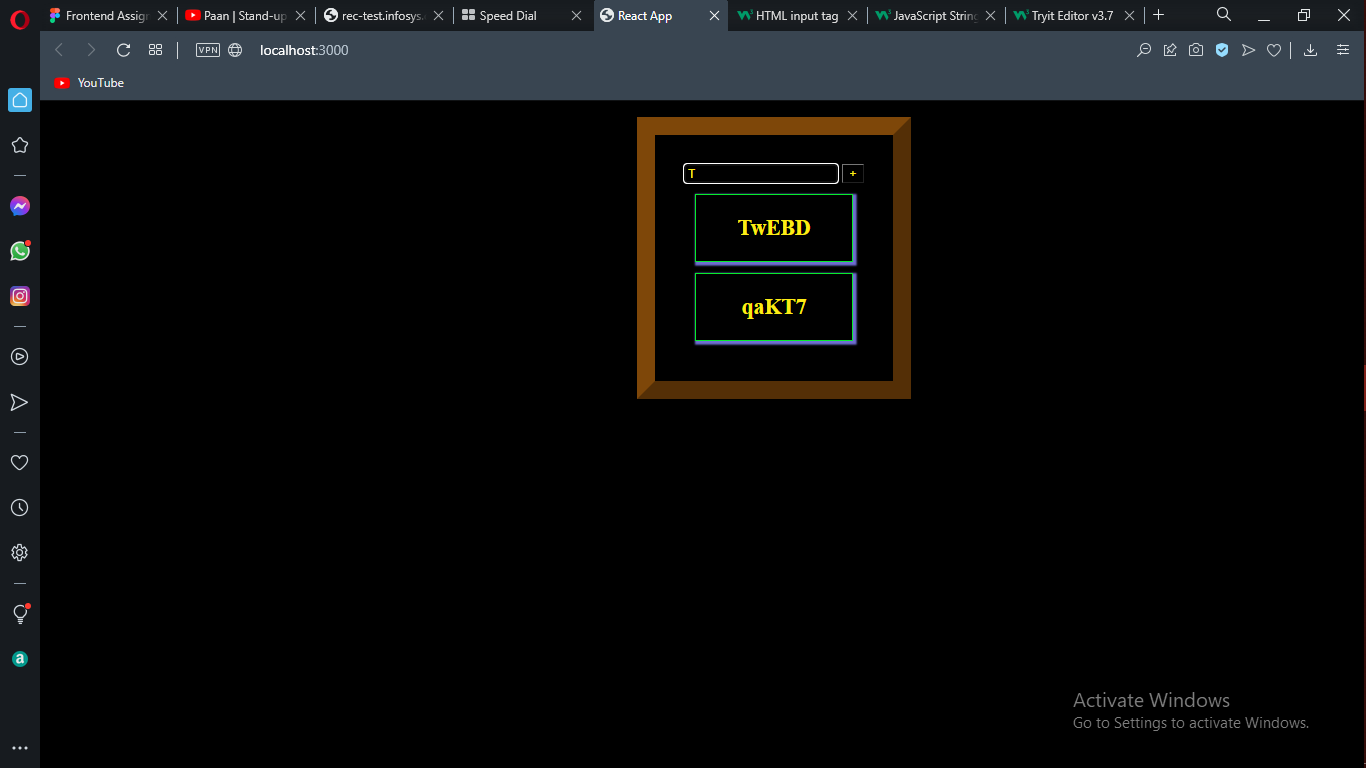 Frontend Assig
Paan | Stand-up
rec-test.infosys.
Speed Dial
React App
HTML input tag
JavaScript String
Tryit Editor v3.7
VPN
localhost:3000
YouTube
T
+
TwEBD
qaKT7
a
Activate Windows
Go to Settings to activate Windows.